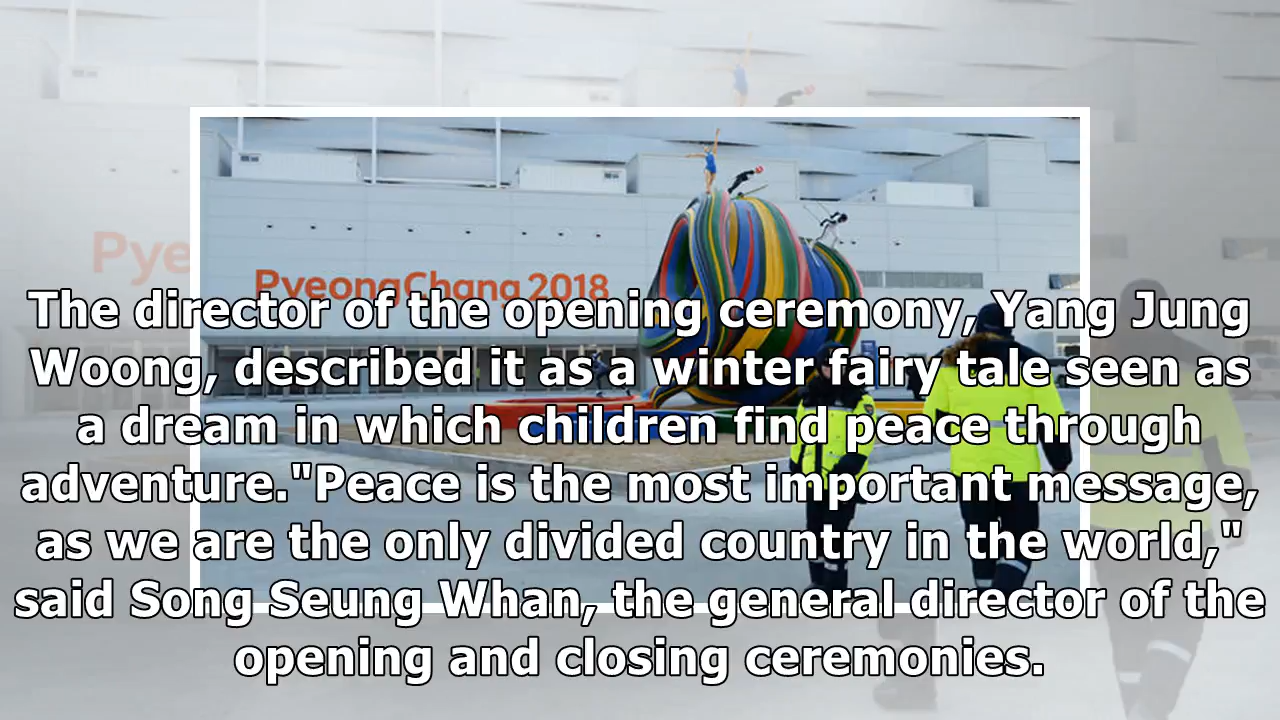 PyeongChang 2018
Pye
The director of the opening ceremony, Yang Jung
Woong, described it as a winter fairy tale seen as
a dream in which children find peace through
adventure."Peace is the most important message,
as we are the only divided country in the world,"
said Song Seung Whan, the general director of the
opening and closing ceremonies.